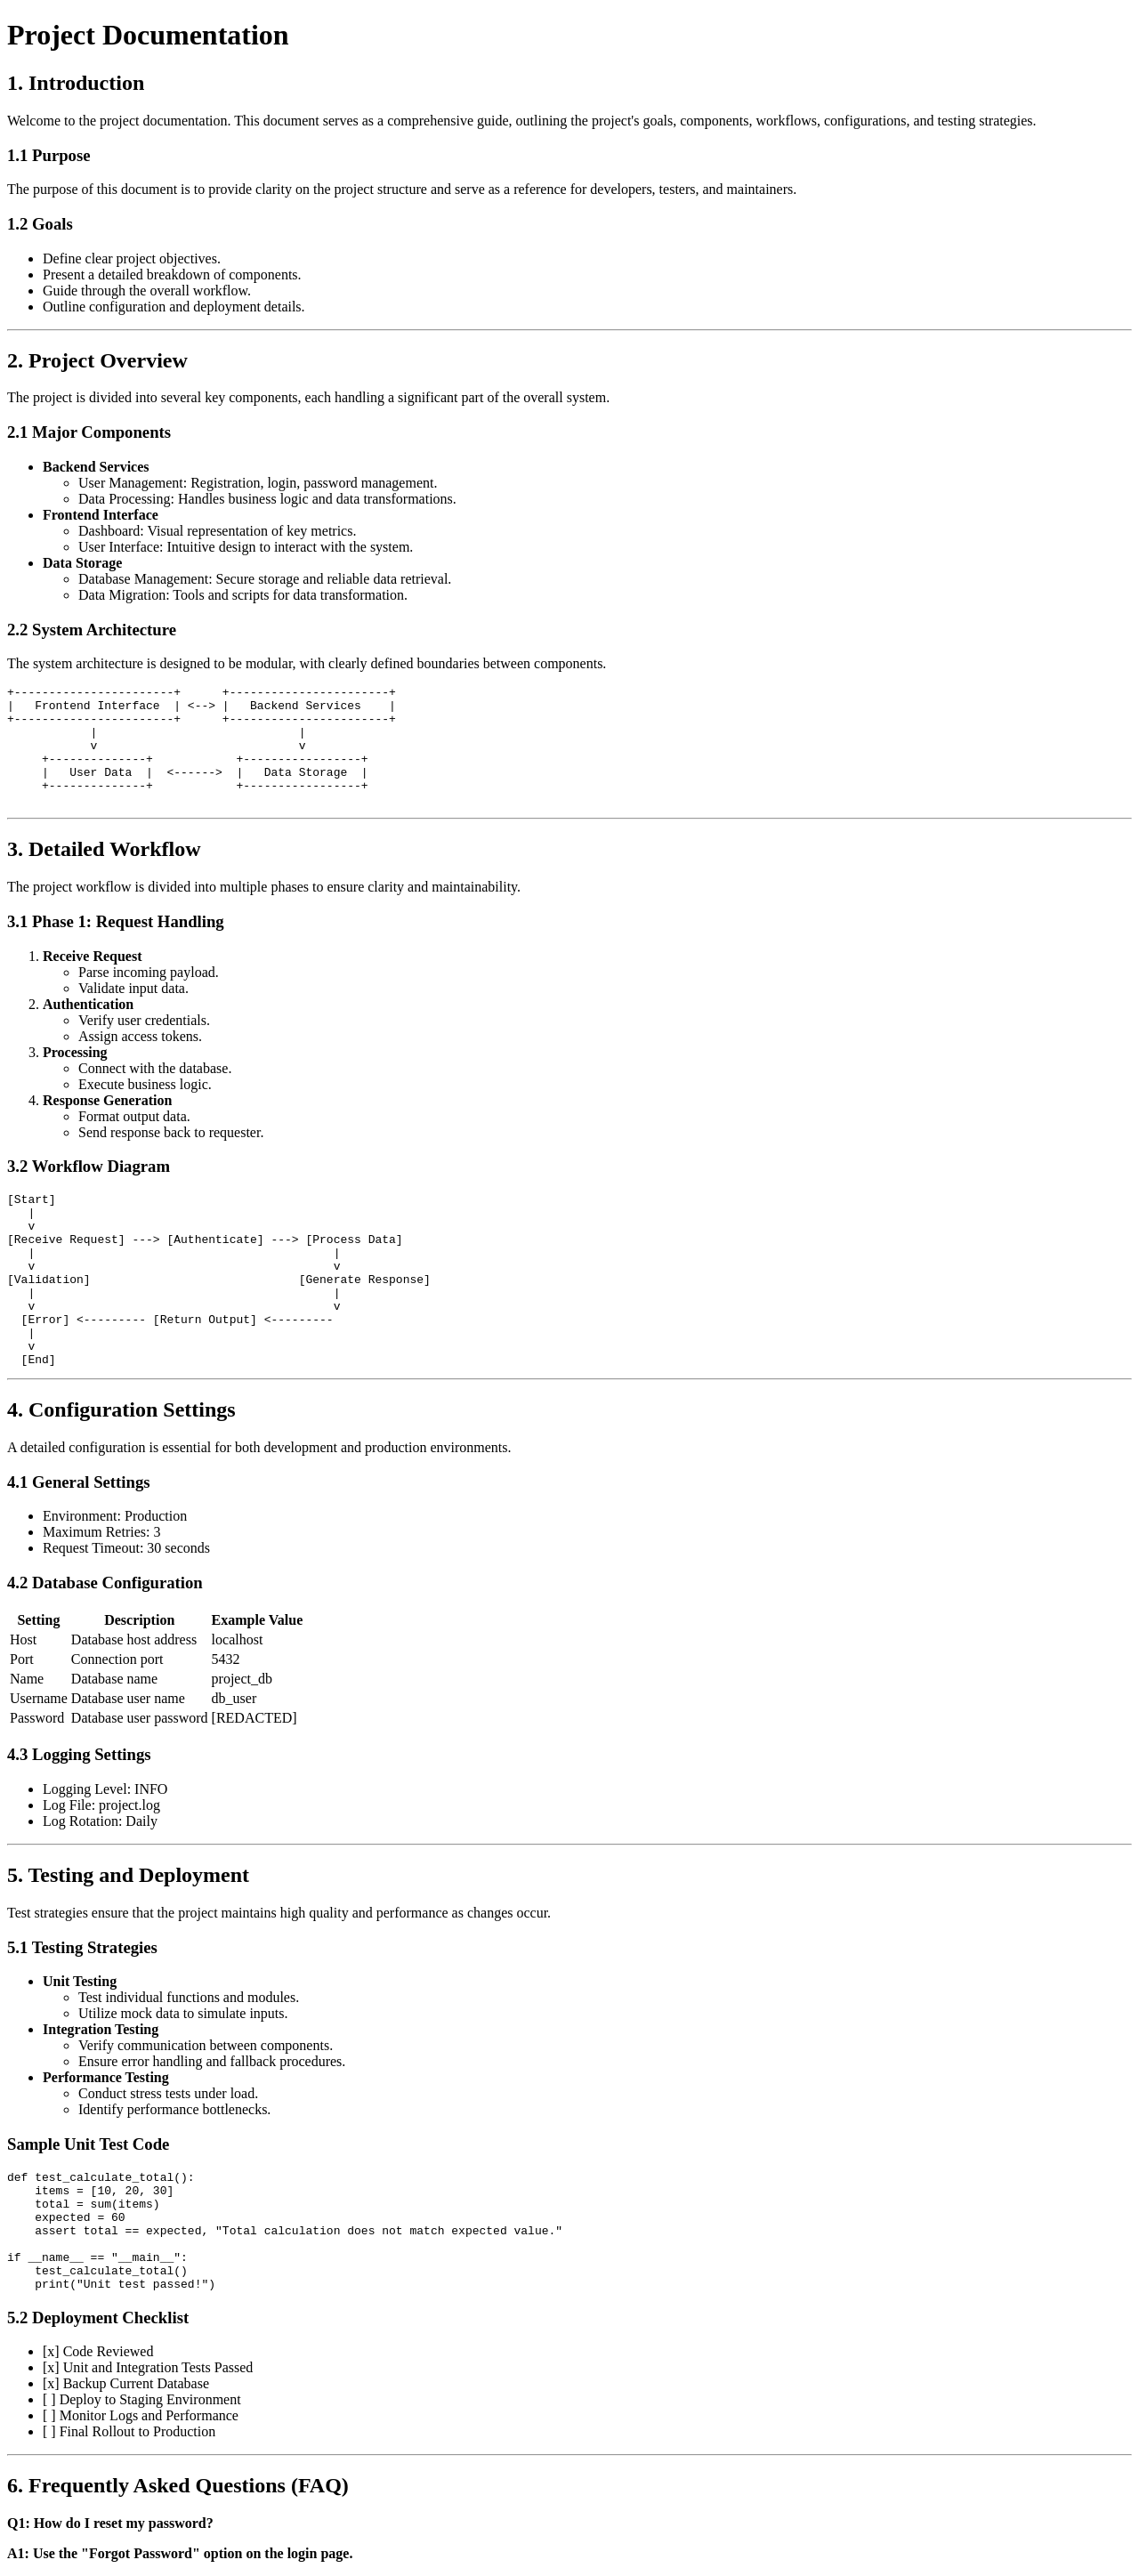 Project Documentation
1. Introduction
Welcome to the project documentation. This document serves as a comprehensive guide, outlining the project's goals, components, workflows, configurations, and testing strategies.
1.1 Purpose
The purpose of this document is to provide clarity on the project structure and serve as a reference for developers, testers, and maintainers.
1.2 Goals
• Define clear project objectives.
• Present a detailed breakdown of components.
• Guide through the overall workflow.
• Outline configuration and deployment details.
2. Project Overview
The project is divided into several key components, each handling a significant part of the overall system.
2.1 Major Components
• Backend Services
◦ User Management: Registration, login, password management.
◦ Data Processing: Handles business logic and data transformations.
• Frontend Interface
◦ Dashboard: Visual representation of key metrics.
◦ User Interface: Intuitive design to interact with the system.
• Data Storage
◦ Database Management: Secure storage and reliable data retrieval.
◦ Data Migration: Tools and scripts for data transformation.
2.2 System Architecture
The system architecture is designed to be modular, with clearly defined boundaries between components.
+-----------------------+      +-----------------------+
|   Frontend Interface  | <--> |   Backend Services    |
+-----------------------+      +-----------------------+
            |                             |
            v                             v
     +--------------+            +-----------------+
     |   User Data  |  <------>  |   Data Storage  |
     +--------------+            +-----------------+
3. Detailed Workflow
The project workflow is divided into multiple phases to ensure clarity and maintainability.
3.1 Phase 1: Request Handling
1. Receive Request
◦ Parse incoming payload.
◦ Validate input data.
2. Authentication
◦ Verify user credentials.
◦ Assign access tokens.
3. Processing
◦ Connect with the database.
◦ Execute business logic.
4. Response Generation
◦ Format output data.
◦ Send response back to requester.
3.2 Workflow Diagram
[Start]
   |
   v
[Receive Request] ---> [Authenticate] ---> [Process Data]
   |                                           |
   v                                           v
[Validation]                              [Generate Response]
   |                                           |
   v                                           v
  [Error] <--------- [Return Output] <---------
   |
   v
  [End]
4. Configuration Settings
A detailed configuration is essential for both development and production environments.
4.1 General Settings
• Environment: Production
• Maximum Retries: 3
• Request Timeout: 30 seconds
4.2 Database Configuration
Setting Description Example Value
Host Database host address localhost
Port Connection port 5432
Name Database name project_db
Username Database user name db_user
Password Database user password [REDACTED]
4.3 Logging Settings
• Logging Level: INFO
• Log File: project.log
• Log Rotation: Daily
5. Testing and Deployment
Test strategies ensure that the project maintains high quality and performance as changes occur.
5.1 Testing Strategies
• Unit Testing
◦ Test individual functions and modules.
◦ Utilize mock data to simulate inputs.
• Integration Testing
◦ Verify communication between components.
◦ Ensure error handling and fallback procedures.
• Performance Testing
◦ Conduct stress tests under load.
◦ Identify performance bottlenecks.
Sample Unit Test Code
def test_calculate_total():
    items = [10, 20, 30]
    total = sum(items)
    expected = 60
    assert total == expected, "Total calculation does not match expected value."
if __name__ == "__main__":
    test_calculate_total()
    print("Unit test passed!")
5.2 Deployment Checklist
• [x] Code Reviewed
• [x] Unit and Integration Tests Passed
• [x] Backup Current Database
• [ ] Deploy to Staging Environment
• [ ] Monitor Logs and Performance
• [ ] Final Rollout to Production
6. Frequently Asked Questions (FAQ)
Q1: How do I reset my password?
A1: Use the "Forgot Password" option on the login page.